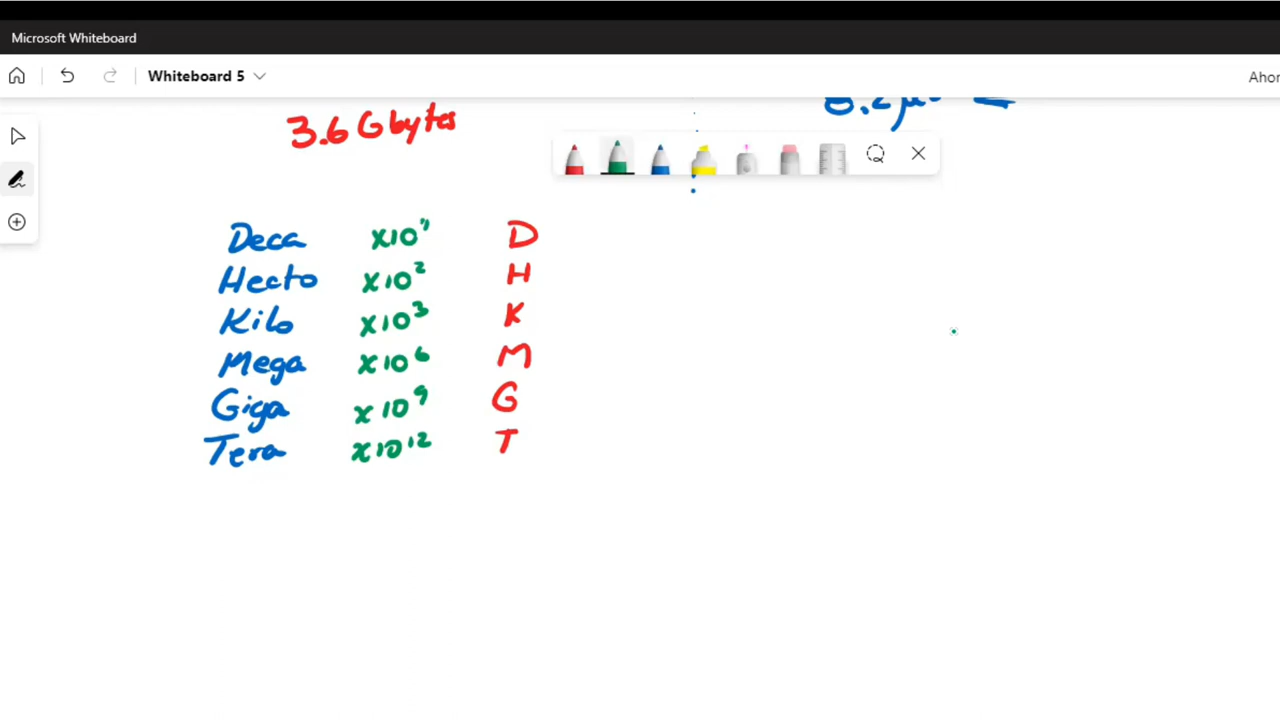 Microsoft Whiteboard
Whiteboard 5
Ahor
3.6 Gbytes
Deca x10¹ D
Hecto x10² H
Kilo x10³ K
Mega x10⁶ M
Giga x10⁹ G
Tera x10¹² T